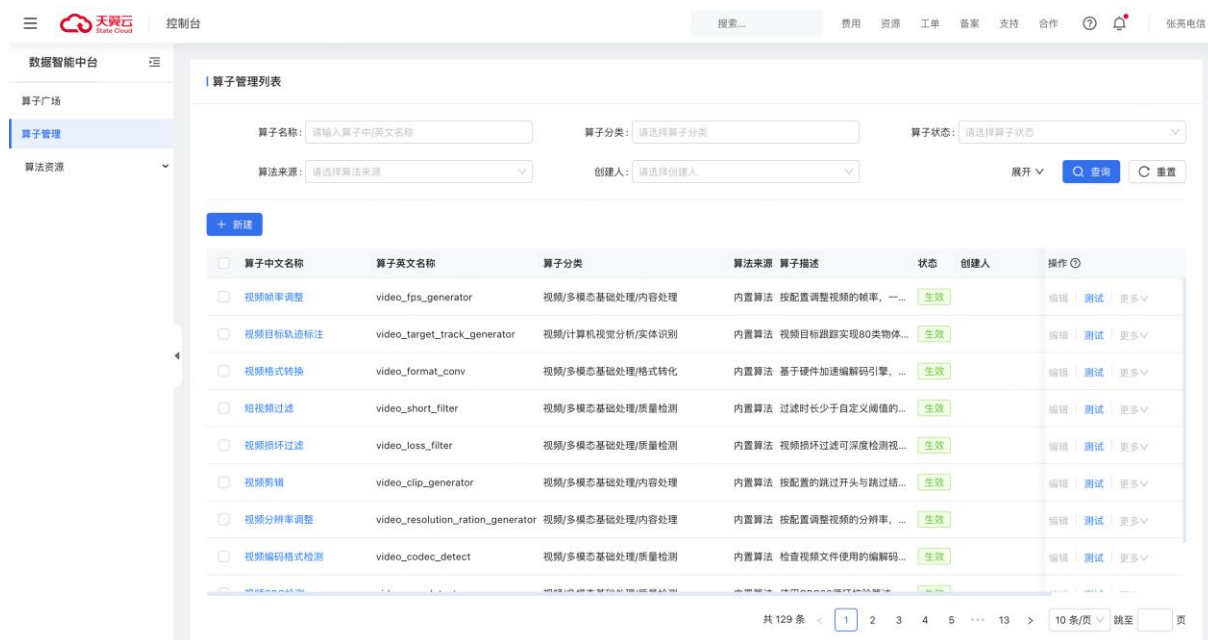 天翼云
State Cloud
控制台
搜索...
费用 资源 工单 备案 支持 合作
张亮电信
数据智能中台
算子广场
算子管理
算法资源
算子管理列表
算子名称: 请输入算子中/英文名称
算子分类: 请选择算子分类
算子状态: 请选择算子状态
算法来源: 请选择算法来源
创建人: 请选择创建人
展开 查询 重置
+ 新建
算子中文名称 算子英文名称 算子分类 算法来源 算子描述 状态 创建人 操作
视频帧率调整 video_fps_generator 视频/多模态基础处理/内容处理 内置算法 按配置调整视频的帧率，一... 生效 编辑 测试 更多
视频目标轨迹标注 video_target_track_generator 视频/计算机视觉分析/实体识别 内置算法 视频目标跟踪实现80类物体... 生效 编辑 测试 更多
视频格式转换 video_format_conv 视频/多模态基础处理/格式转化 内置算法 基于硬件加速编解码引擎，... 生效 编辑 测试 更多
短视频过滤 video_short_filter 视频/多模态基础处理/质量检测 内置算法 过滤时长少于自定义阈值的... 生效 编辑 测试 更多
视频损坏过滤 video_loss_filter 视频/多模态基础处理/质量检测 内置算法 视频损坏过滤可深度检测视... 生效 编辑 测试 更多
视频剪辑 video_clip_generator 视频/多模态基础处理/内容处理 内置算法 按配置的跳过开头与跳过结... 生效 编辑 测试 更多
视频分辨率调整 video_resolution_ration_generator 视频/多模态基础处理/内容处理 内置算法 按配置调整视频的分辨率，... 生效 编辑 测试 更多
视频编码格式检测 video_codec_detect 视频/多模态基础处理/质量检测 内置算法 检查视频文件使用的编解码... 生效 编辑 测试 更多
共 129 条 < 1 2 3 4 5 ... 13 > 10 条/页 跳至 页